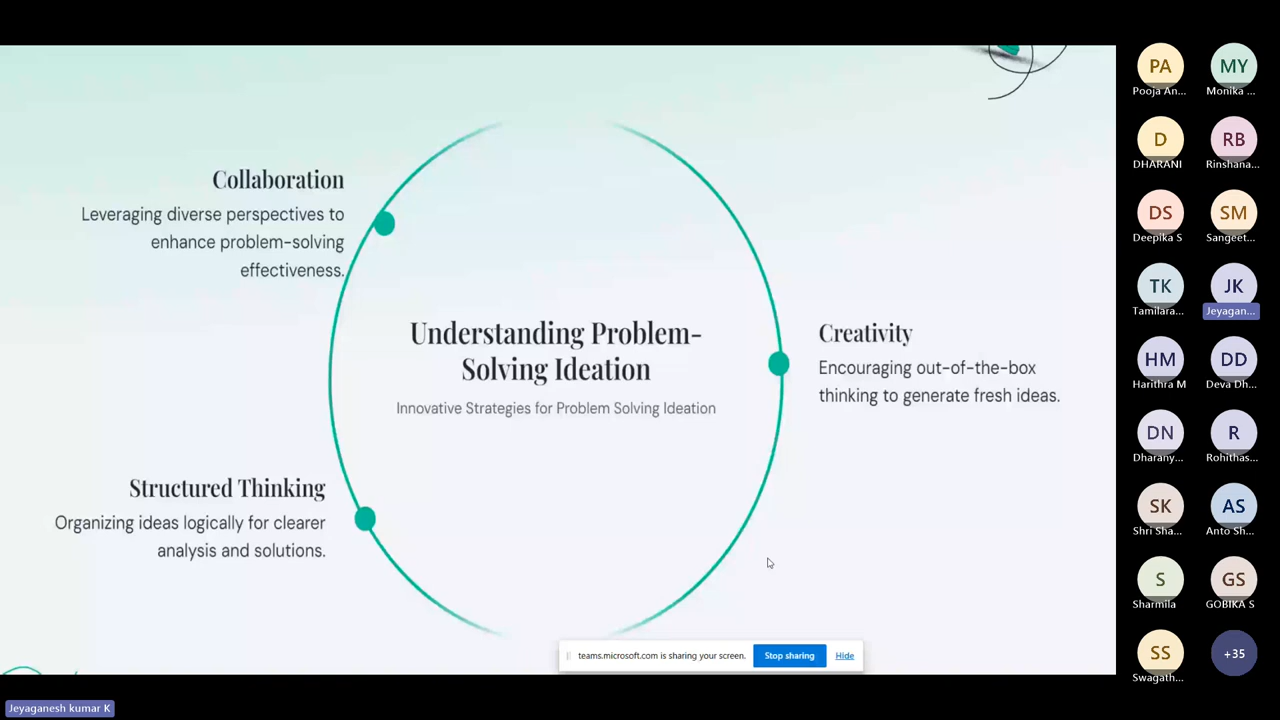 Collaboration
Leveraging diverse perspectives to
enhance problem-solving
effectiveness.
Understanding Problem-
Solving Ideation
Innovative Strategies for Problem Solving Ideation
Creativity
Encouraging out-of-the-box
thinking to generate fresh ideas.
Structured Thinking
Organizing ideas logically for clearer
analysis and solutions.
teams.microsoft.com is sharing your screen.
Stop sharing
Hide
PA
Pooja An...
MY
Monika ...
D
DHARANI
RB
Rinshana...
DS
Deepika S
SM
Sangeet...
TK
Tamilara...
JK
Jeyagan...
HM
Harithra M
DD
Deva Dh...
DN
Dharany...
R
Rohithas...
SK
Shri Sha...
AS
Anto Sh...
S
Sharmila
GS
GOBIKA S
SS
Swagath...
+35
Jeyaganesh kumar K